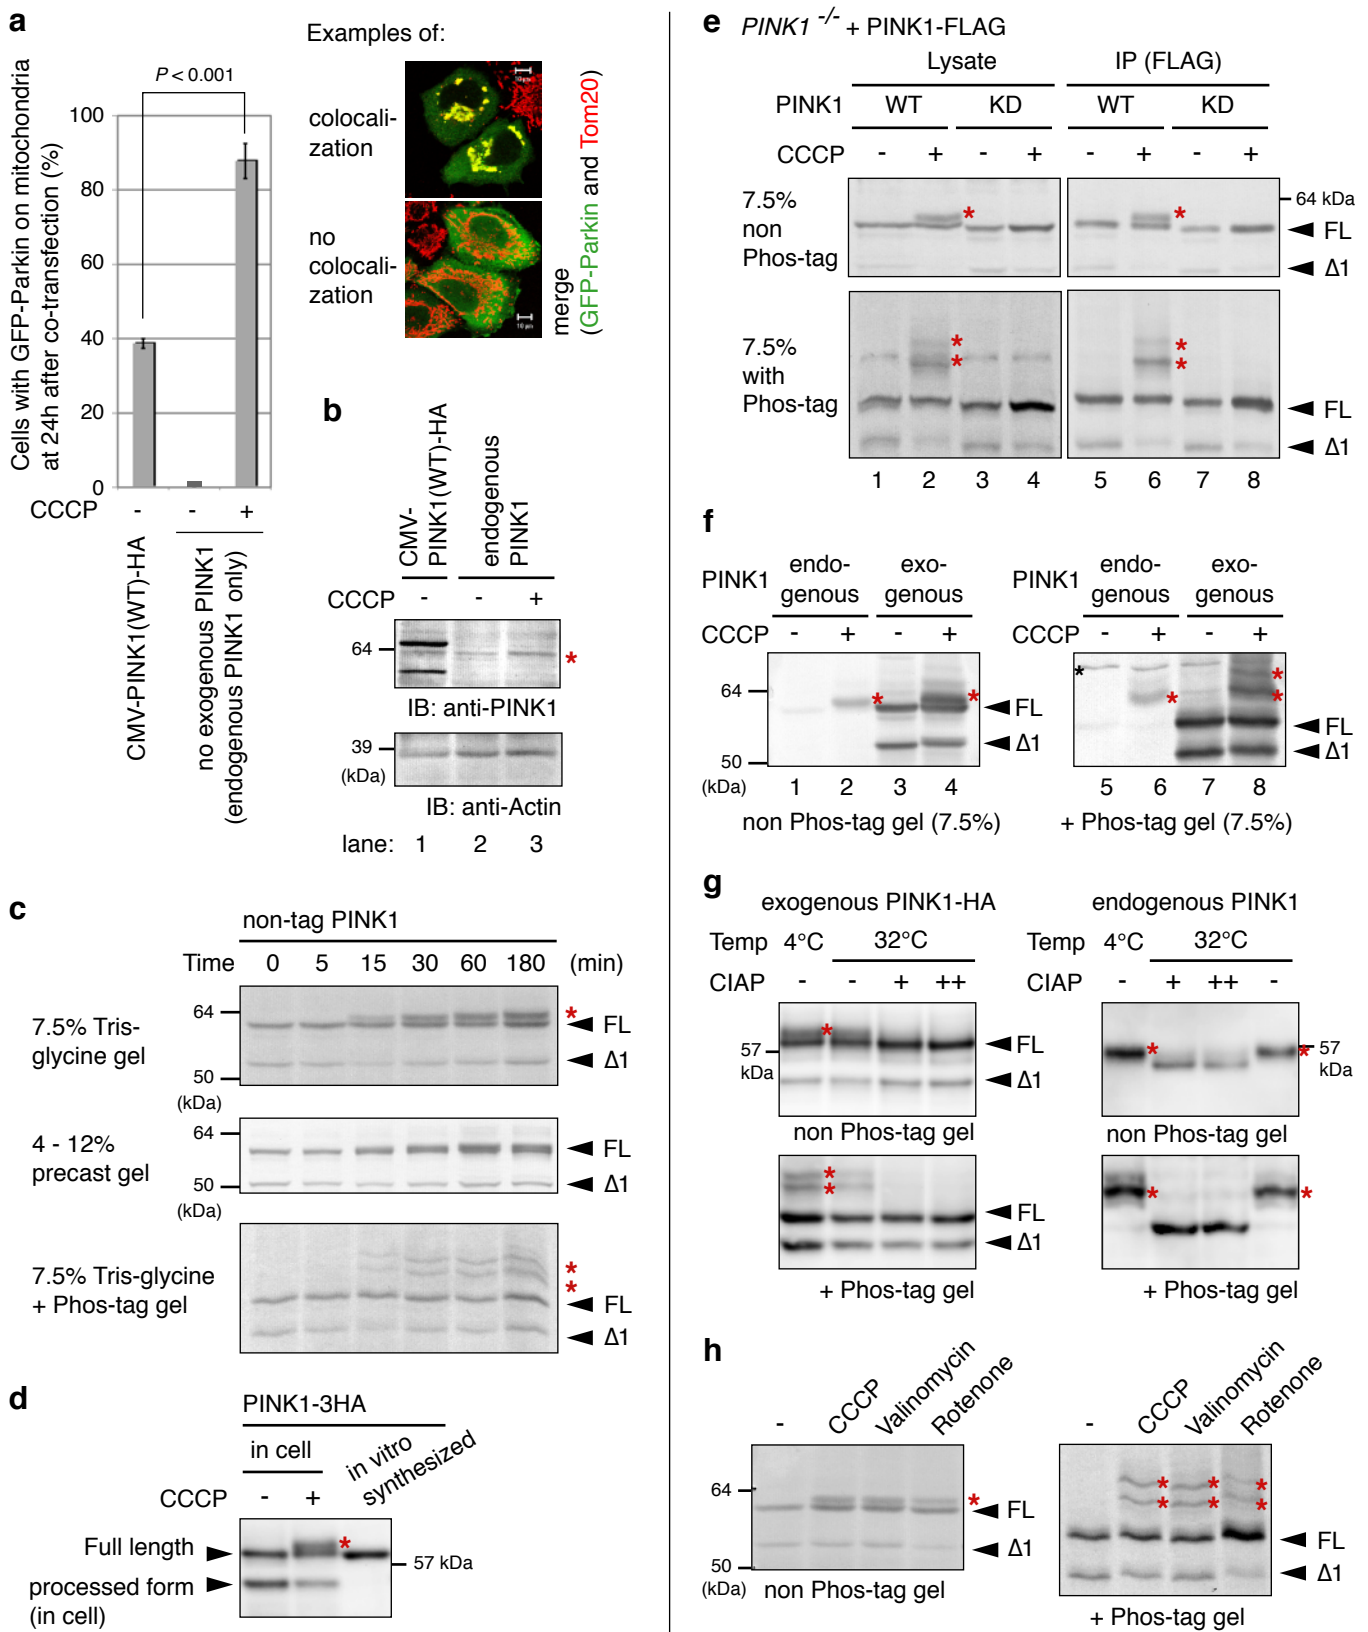 a
Examples of:
P < 0.001
Cells with GFP-Parkin on mitochondria
at 24h after co-transfection (%)
100
80
60
40
20
0
CCCP - - +
CMV-PINK1(WT)-HA
no exogenous PINK1
(endogenous PINK1 only)
colocali-
zation
no
colocali-
zation
10 μm
10 μm
merge
(GFP-Parkin and Tom20)
b
CMV-
PINK1(WT)-HA
endogenous
PINK1
CCCP - - +
64
*
IB: anti-PINK1
39
(kDa)
IB: anti-Actin
lane: 1 2 3
c
non-tag PINK1
Time 0 5 15 30 60 180 (min)
7.5% Tris-
glycine gel
64
50
(kDa)
*
FL
Δ1
4 - 12%
precast gel
64
50
(kDa)
FL
Δ1
7.5% Tris-glycine
+ Phos-tag gel
*
*
FL
Δ1
d
PINK1-3HA
in cell
in vitro
synthesized
CCCP - +
Full length
processed form
(in cell)
*
57 kDa
e
PINK1 -/- + PINK1-FLAG
Lysate IP (FLAG)
PINK1 WT KD WT KD
CCCP - + - + - + - +
7.5%
non
Phos-tag
* *
64 kDa
FL
Δ1
7.5%
with
Phos-tag
* *
* *
FL
Δ1
1 2 3 4 5 6 7 8
f
PINK1 endo-
genous exo-
genous
CCCP - + - +
64
50
(kDa)
* *
FL
Δ1
1 2 3 4
non Phos-tag gel (7.5%)
PINK1 endo-
genous exo-
genous
CCCP - + - +
* * *
*
FL
Δ1
5 6 7 8
+ Phos-tag gel (7.5%)
g
exogenous PINK1-HA
Temp 4°C 32°C
CIAP - - + ++
57
kDa
*
FL
Δ1
non Phos-tag gel
*
*
FL
Δ1
+ Phos-tag gel
endogenous PINK1
Temp 4°C 32°C
CIAP - + ++ -
* *
57
kDa
non Phos-tag gel
* *
+ Phos-tag gel
h
- CCCP Valinomycin Rotenone
64
50
(kDa)
*
FL
Δ1
non Phos-tag gel
- CCCP Valinomycin Rotenone
* * *
* * *
FL
Δ1
+ Phos-tag gel